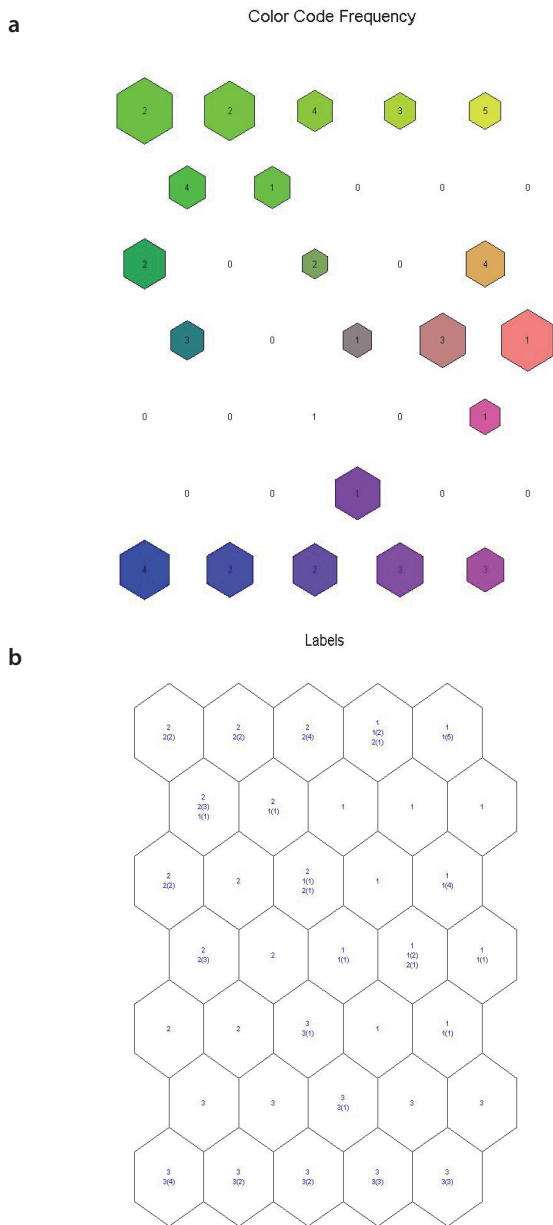 a
Color Code Frequency
2 2 4 3 5
4 1 0 0 0
2 0 2 0 4
3 0 1 3 1
0 0 1 0 1
0 0 1 0 0
4 2 2 3 3
b
Labels
2 2 2 1 1
2(2) 2(2) 2(4) 1(2) 1(5)
2(1)
2 2 1 1 1
2(3) 1(1)
1(1)
2 2 2 1 1
2(2) 1(1) 1(4)
2(1)
2 2 1 1 1
2(3) 1(1) 1(2) 1(1)
2(1)
2 2 3 1 1
3(1) 1(1)
3 3 3 3 3
3(1)
3 3 3 3 3
3(4) 3(2) 3(2) 3(3) 3(3)